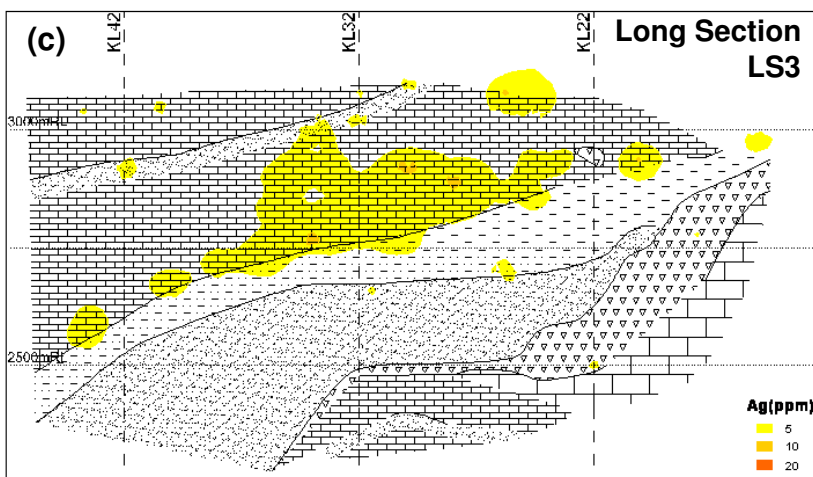 (c)
KL42
KL32
KL22
Long Section
LS3
3000mRL
2500mRL
Ag(ppm)
5
10
20